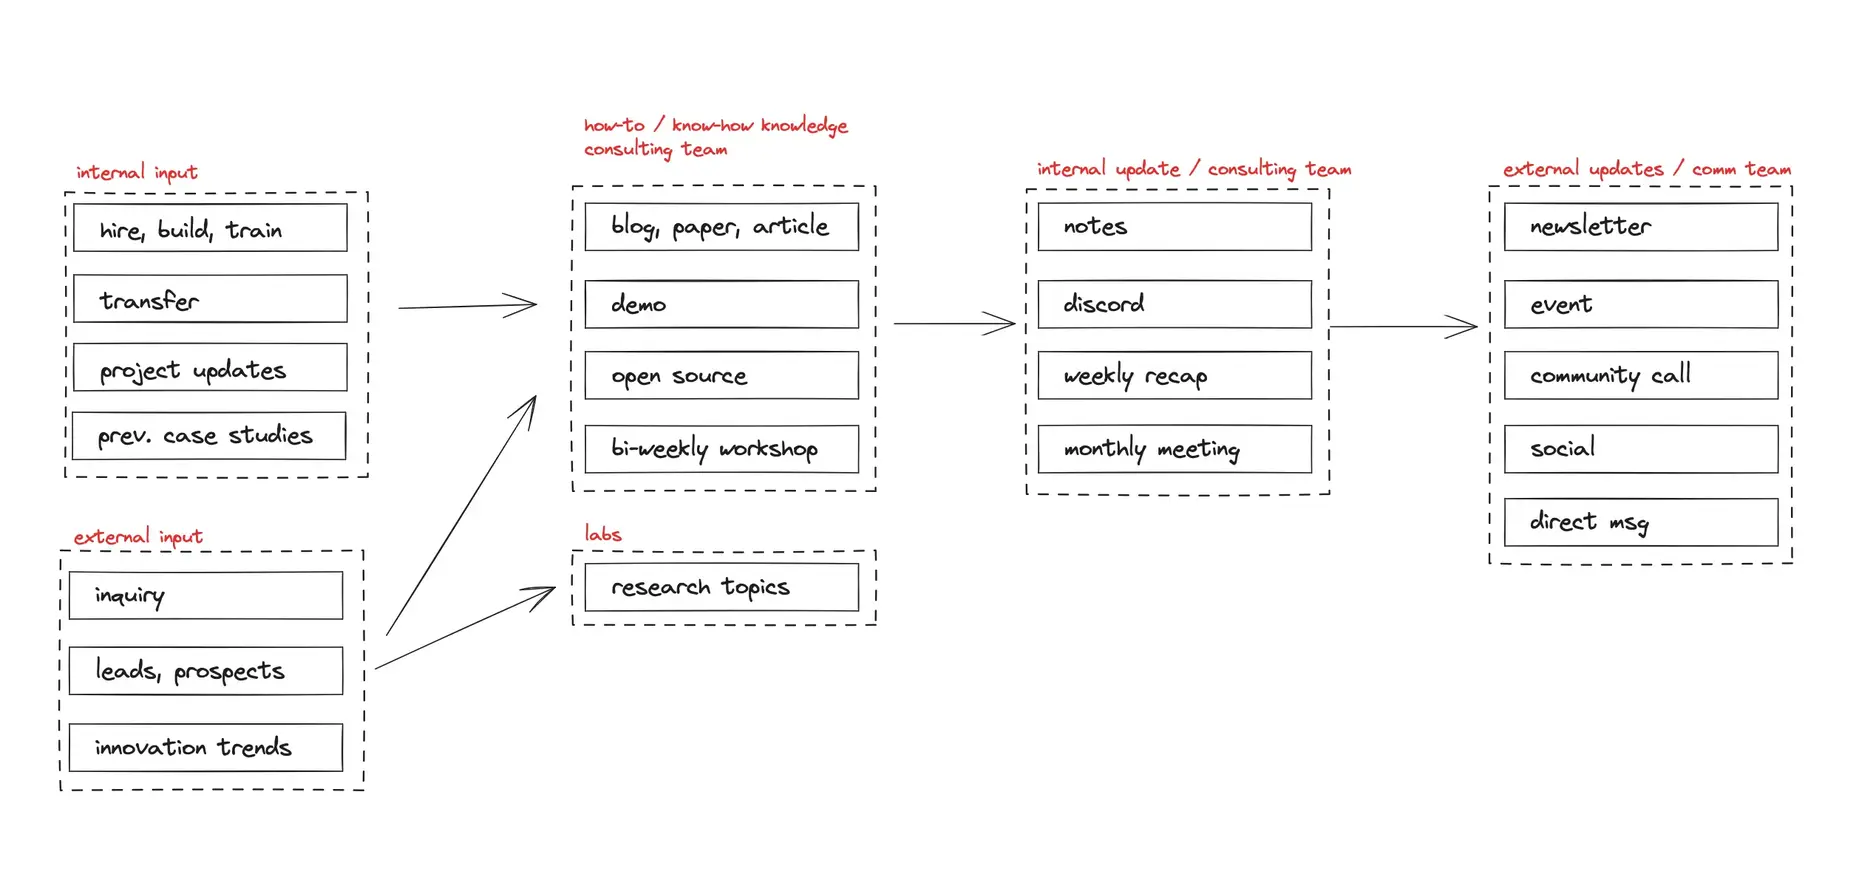 internal input
hire, build, train
transfer
project updates
prev. case studies
external input
inquiry
leads, prospects
innovation trends
how-to / know-how knowledge
consulting team
blog, paper, article
demo
open source
bi-weekly workshop
labs
research topics
internal update / consulting team
notes
discord
weekly recap
monthly meeting
external updates / comm team
newsletter
event
community call
social
direct msg